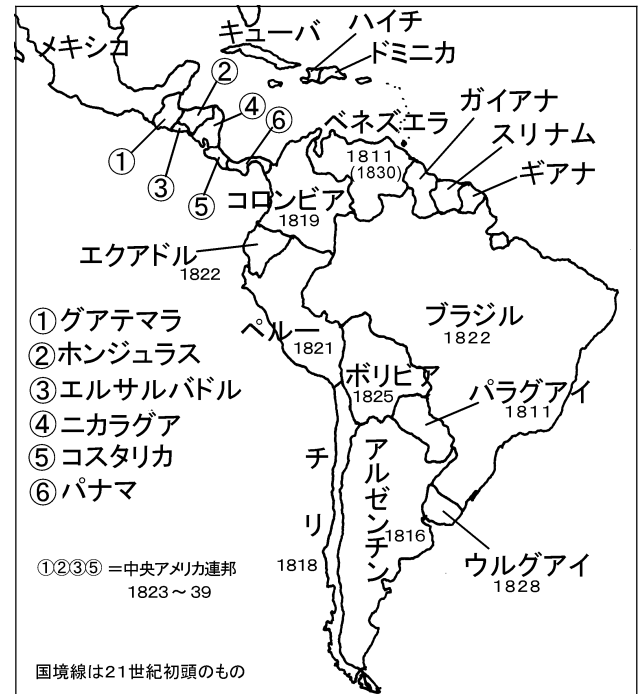 ハイチ
キューバ
ドミニカ
メキシコ
②
④
ガイアナ
⑥
ベネズエラ
スリナム
1811
(1830)
①
③
ギアナ
⑤
コロンビア
1819
エクアドル
1822
①グアテマラ
②ホンジュラス
③エルサルバドル
④ニカラグア
⑤コスタリカ
⑥パナマ
ペルー
1821
ブラジル
1822
ボリビア
1825
パラグアイ
1811
チリ
1818
アルゼンチン
1816
ウルグアイ
1828
①②③⑤ =中央アメリカ連邦
1823～39
国境線は21世紀初頭のもの